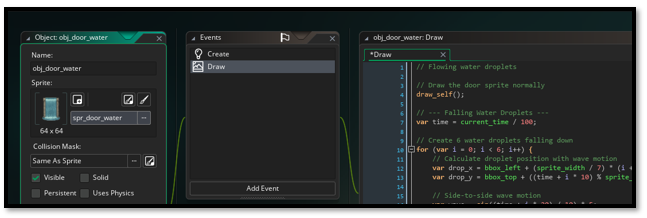 Object: obj_door_water
Name:
obj_door_water
Sprite:
spr_door_water
64 x 64
Collision Mask:
Same As Sprite
Visible
Solid
Persistent
Uses Physics
Events
Create
Draw
Add Event
obj_door_water: Draw
*Draw
1 // Flowing water droplets
2
3 // Draw the door sprite normally
4 draw_self();
5
6 // --- Falling Water Droplets ---
7 var time = current_time / 100;
8
9 // Create 6 water droplets falling down
10 for (var i = 0; i < 6; i++) {
11 // Calculate droplet position with wave motion
12 var drop_x = bbox_left + (sprite_width / 7) * (i +
13 var drop_y = bbox_top + ((time + i * 10) % sprite_
14
15 // Side-to-side wave motion